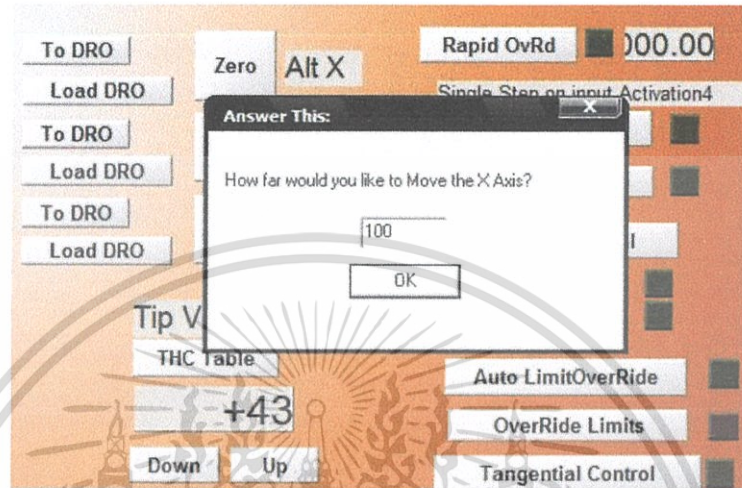 To DRO
Zero
Alt X
Rapid OvRd
000.00
Load DRO
Single Step on input Activation4
To DRO
Answer This:
X
Load DRO
How far would you like to Move the X Axis?
To DRO
100
Load DRO
OK
Tip V
THC Table
Auto LimitOverRide
+43
OverRide Limits
Down
Up
Tangential Control